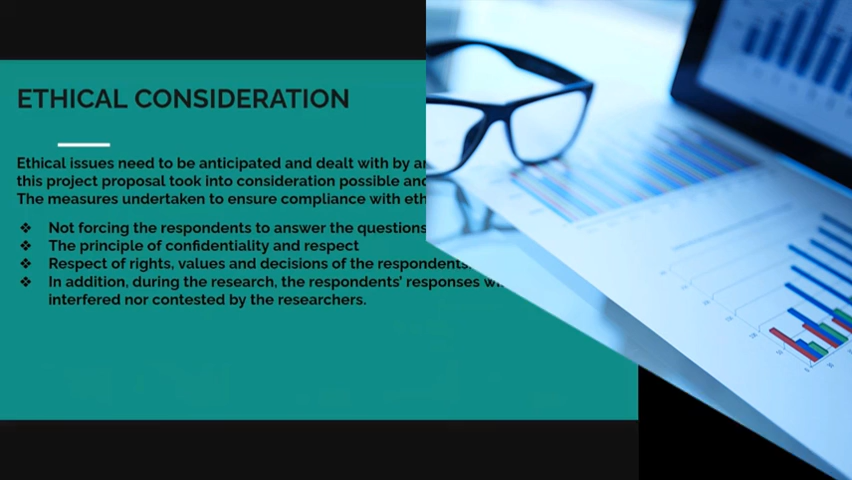 ETHICAL CONSIDERATION
Ethical issues need to be anticipated and dealt with by
this project proposal took into consideration possible
The measures undertaken to ensure compliance with
❖ Not forcing the respondents to answer the questions
❖ The principle of confidentiality and respect
❖ Respect of rights, values and decisions of the respondents.
❖ In addition, during the research, the respondents’ responses
interfered nor contested by the researchers.